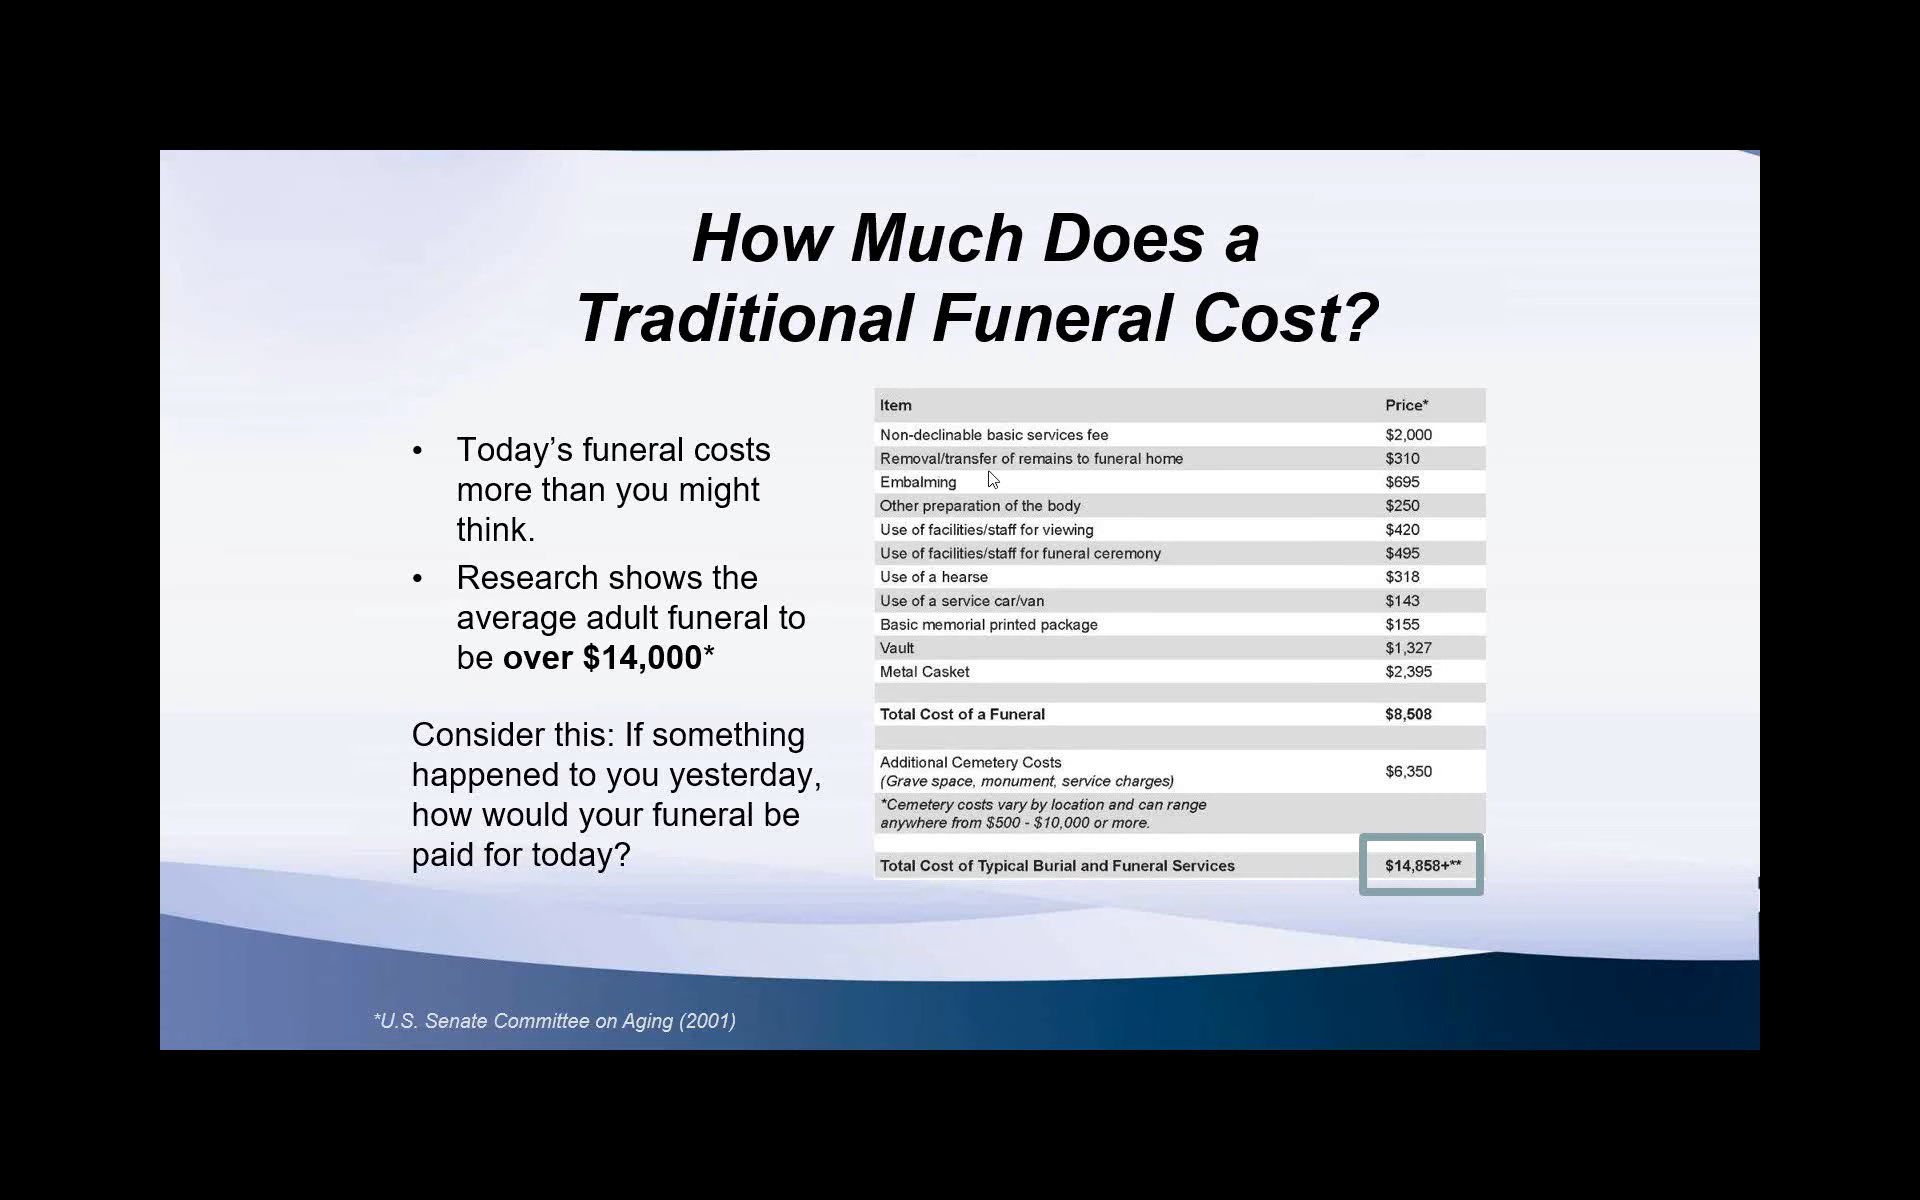 How Much Does a
Traditional Funeral Cost?
• Today’s funeral costs
more than you might
think.
• Research shows the
average adult funeral to
be over $14,000*
Consider this: If something
happened to you yesterday,
how would your funeral be
paid for today?
Item Price*
Non-declinable basic services fee $2,000
Removal/transfer of remains to funeral home $310
Embalming $695
Other preparation of the body $250
Use of facilities/staff for viewing $420
Use of facilities/staff for funeral ceremony $495
Use of a hearse $318
Use of a service car/van $143
Basic memorial printed package $155
Vault $1,327
Metal Casket $2,395
Total Cost of a Funeral $8,508
Additional Cemetery Costs
(Grave space, monument, service charges) $6,350
*Cemetery costs vary by location and can range
anywhere from $500 - $10,000 or more.
Total Cost of Typical Burial and Funeral Services $14,858+**
*U.S. Senate Committee on Aging (2001)